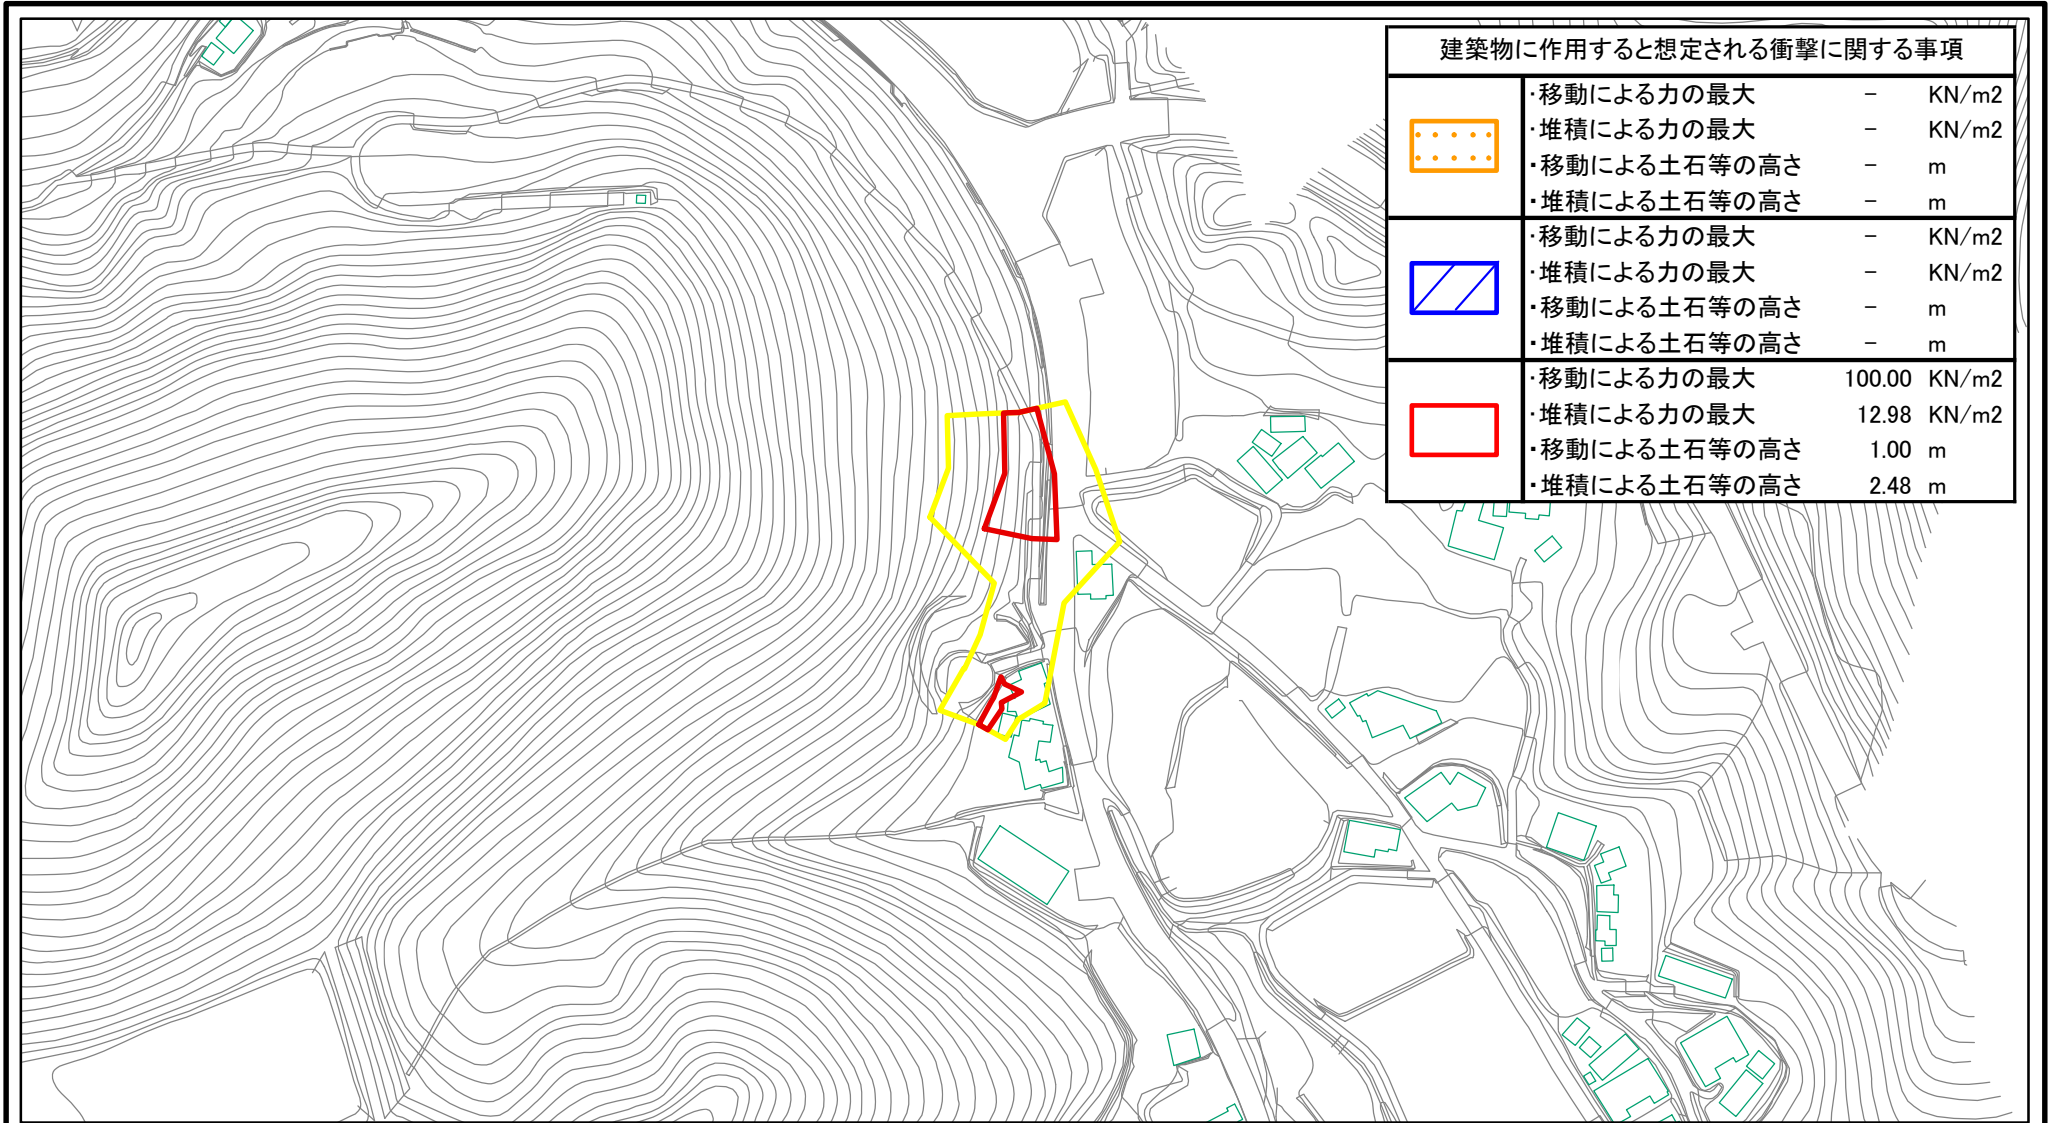 建築物に作用すると想定される衝撃に関する事項
・移動による力の最大 － KN/m2
・堆積による力の最大 － KN/m2
・移動による土石等の高さ － m
・堆積による土石等の高さ － m
・移動による力の最大 － KN/m2
・堆積による力の最大 － KN/m2
・移動による土石等の高さ － m
・堆積による土石等の高さ － m
・移動による力の最大 100.00 KN/m2
・堆積による力の最大 12.98 KN/m2
・移動による土石等の高さ 1.00 m
・堆積による土石等の高さ 2.48 m